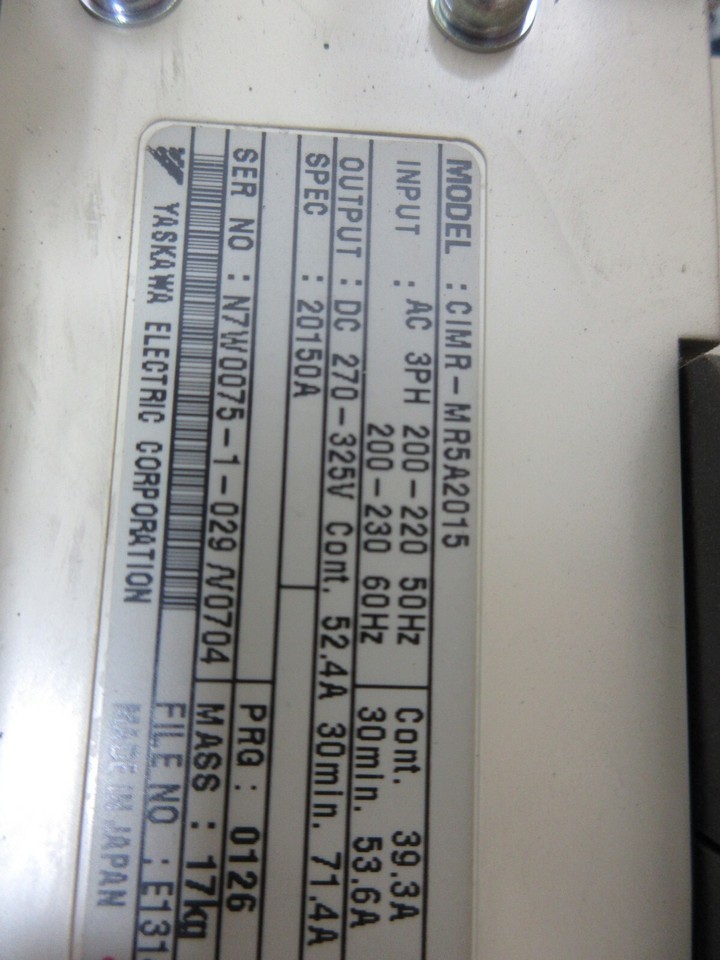 MODEL : CIMR-MR5A2015
INPUT : AC 3PH 200-220 50Hz Cont. 39.3A
200-230 60Hz 30min. 53.6A
OUTPUT : DC 270-325V Cont. 52.4A 30min. 71.4A
SPEC : 20150A
SER NO : N7W0075-1-029 /V0704 PRG : 0126
MASS : 17kg
FILE NO : E131
YASKAWA ELECTRIC CORPORATION MADE IN JAPAN